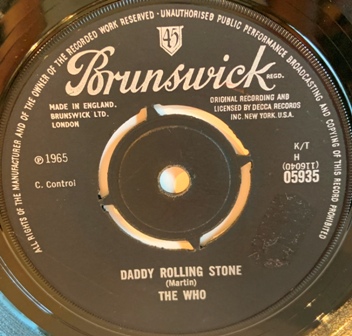 ALL RIGHTS OF THE MANUFACTURER AND OF THE OWNER OF THE RECORDED WORK RESERVED · UNAUTHORISED PUBLIC PERFORMANCE BROADCASTING AND COPYING OF THIS RECORD PROHIBITED
45
Brunswick REGD.
MADE IN ENGLAND,
BRUNSWICK LTD.
LONDON
ORIGINAL RECORDING AND
LICENSED BY DECCA RECORDS
INC. NEW YORK. U.S.A.
℗ 1965
C. Control
K/T
H
(116040)
05935
DADDY ROLLING STONE
(Martin)
THE WHO